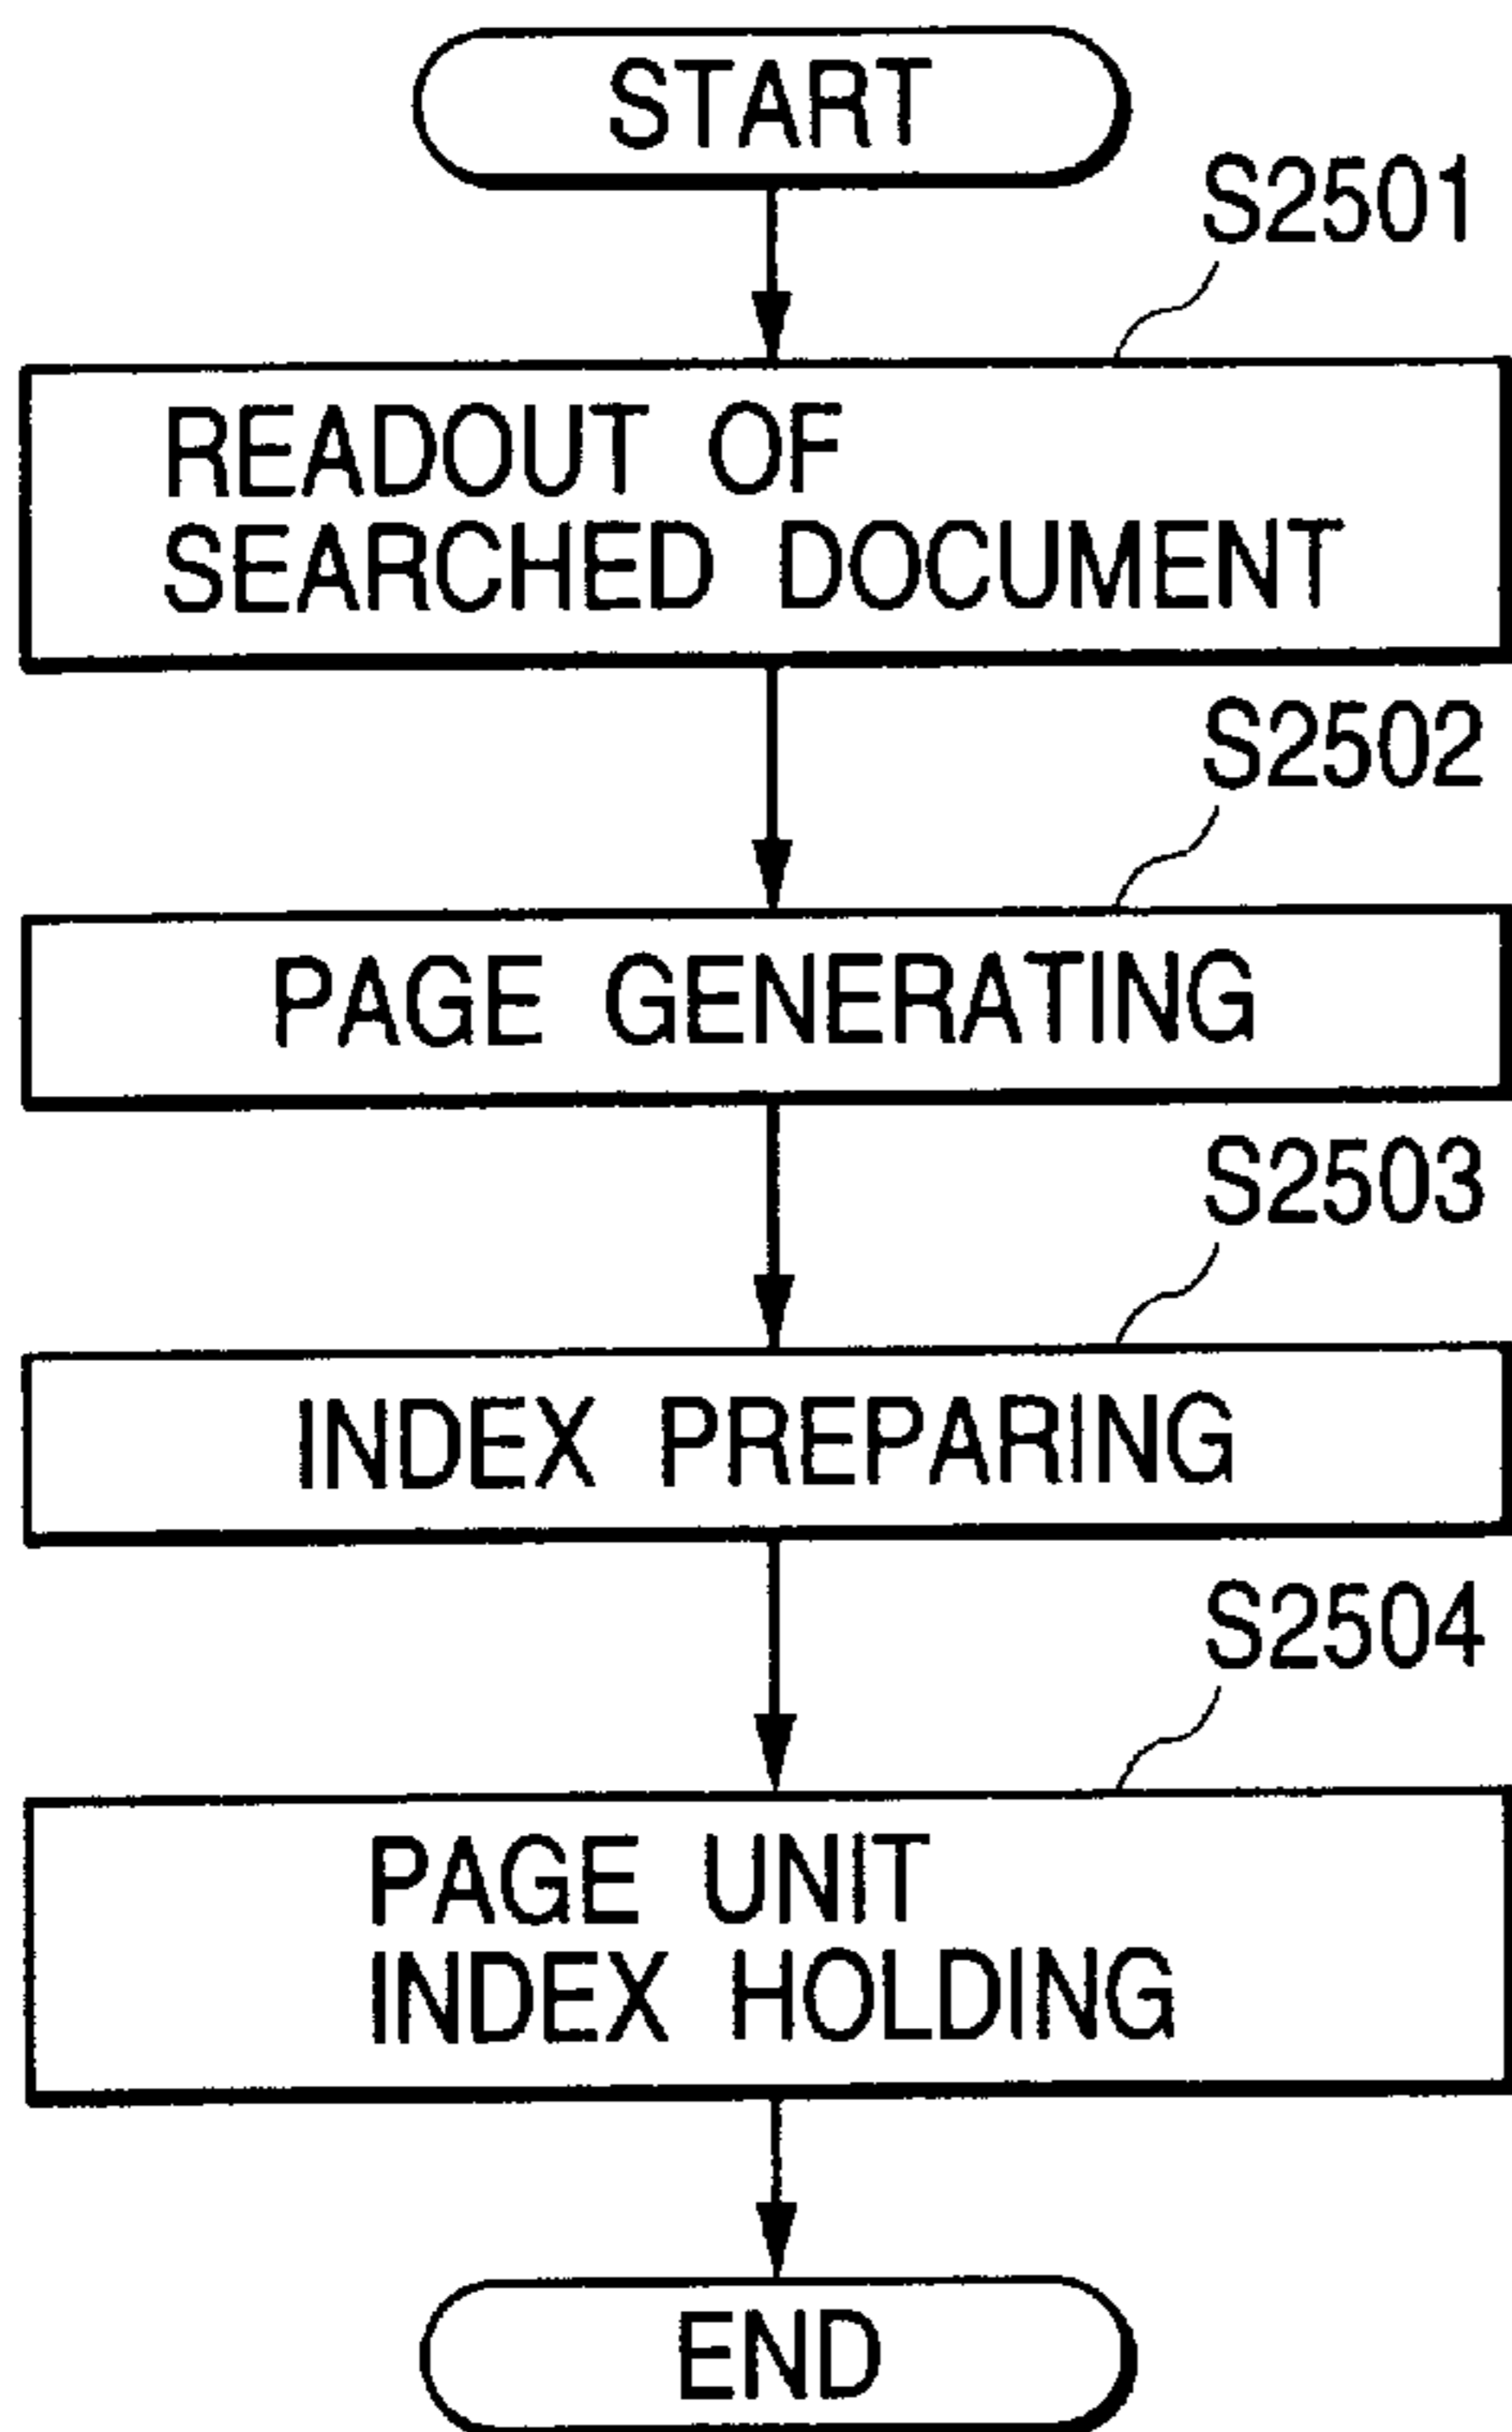 START
S2501
READOUT OF
SEARCHED DOCUMENT
S2502
PAGE GENERATING
S2503
INDEX PREPARING
S2504
PAGE UNIT
INDEX HOLDING
END